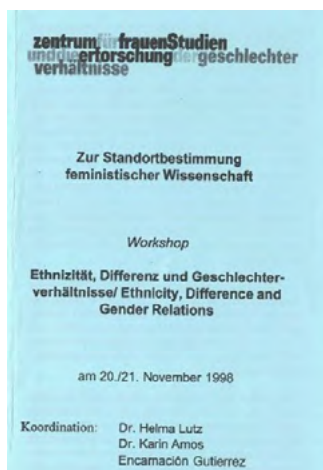 zentrum für frauenStudien
und die erforschung der geschlechter
verhältnisse
Zur Standortbestimmung
feministischer Wissenschaft
Workshop
Ethnizität, Differenz und Geschlechter-
verhältnisse/ Ethnicity, Difference and
Gender Relations
am 20./21. November 1998
Koordination: Dr. Helma Lutz
Dr. Karin Amos
Encarnación Gutierrez